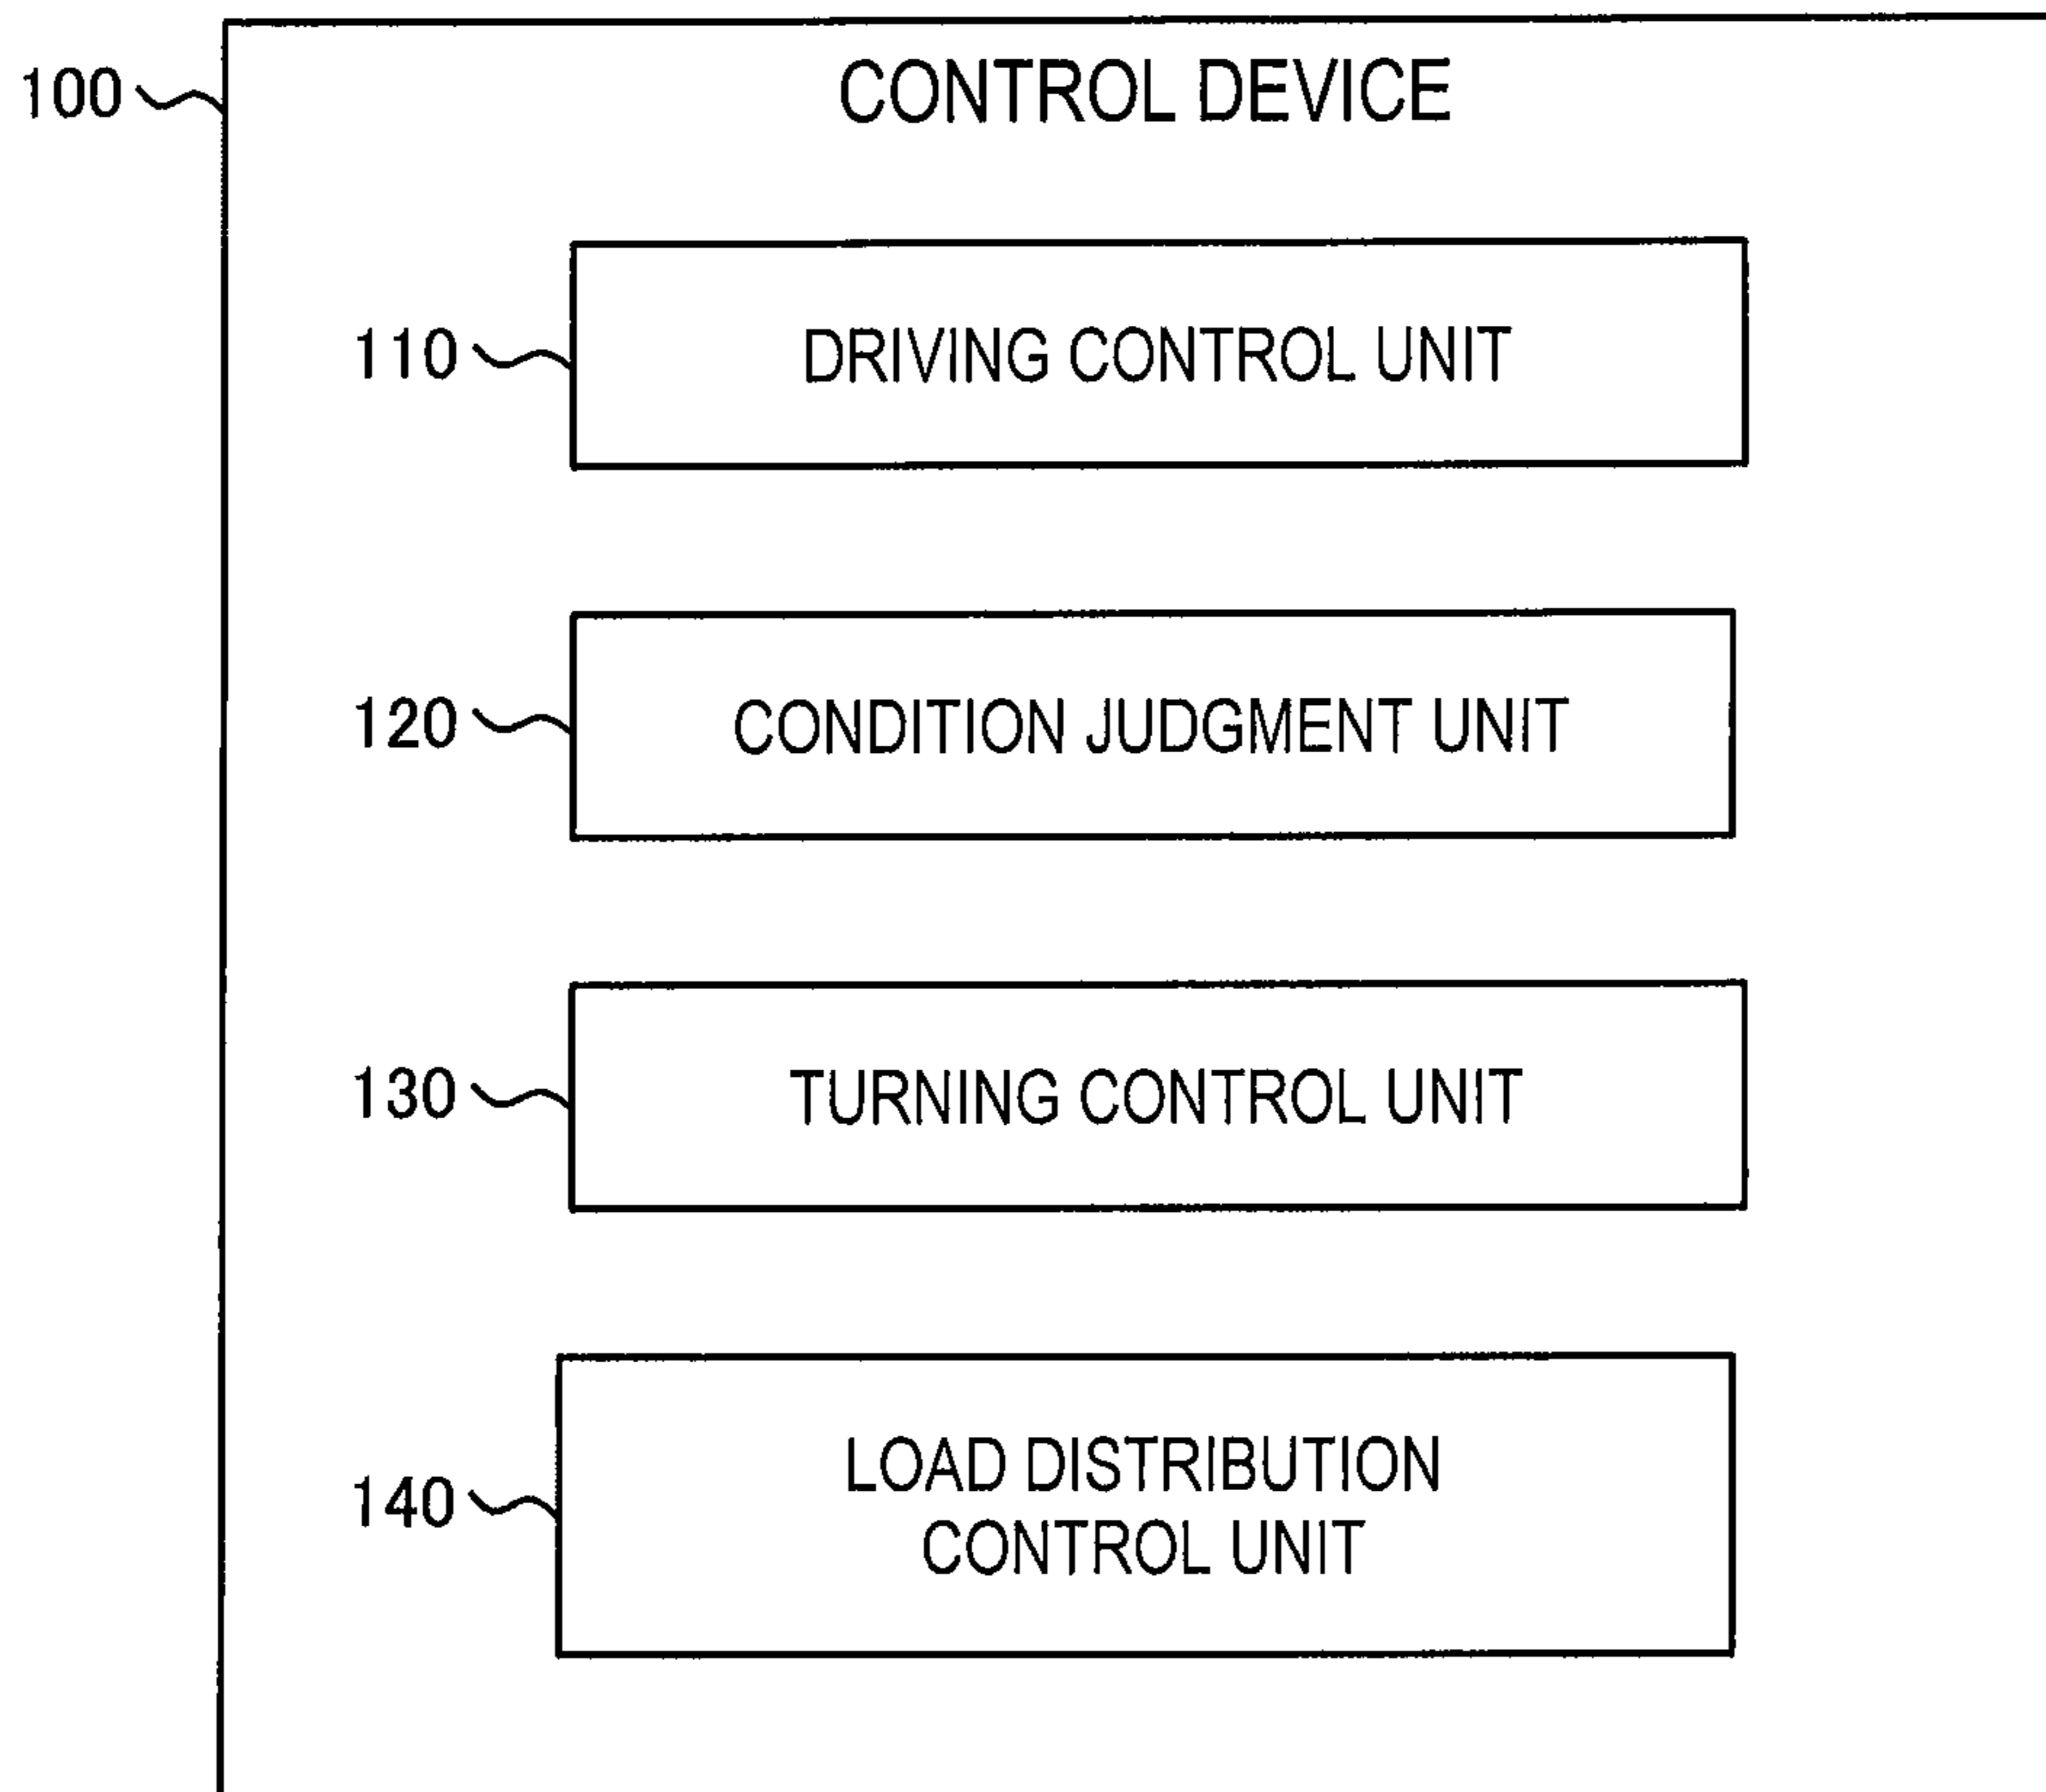 100
CONTROL DEVICE
110
DRIVING CONTROL UNIT
120
CONDITION JUDGMENT UNIT
130
TURNING CONTROL UNIT
140
LOAD DISTRIBUTION
CONTROL UNIT